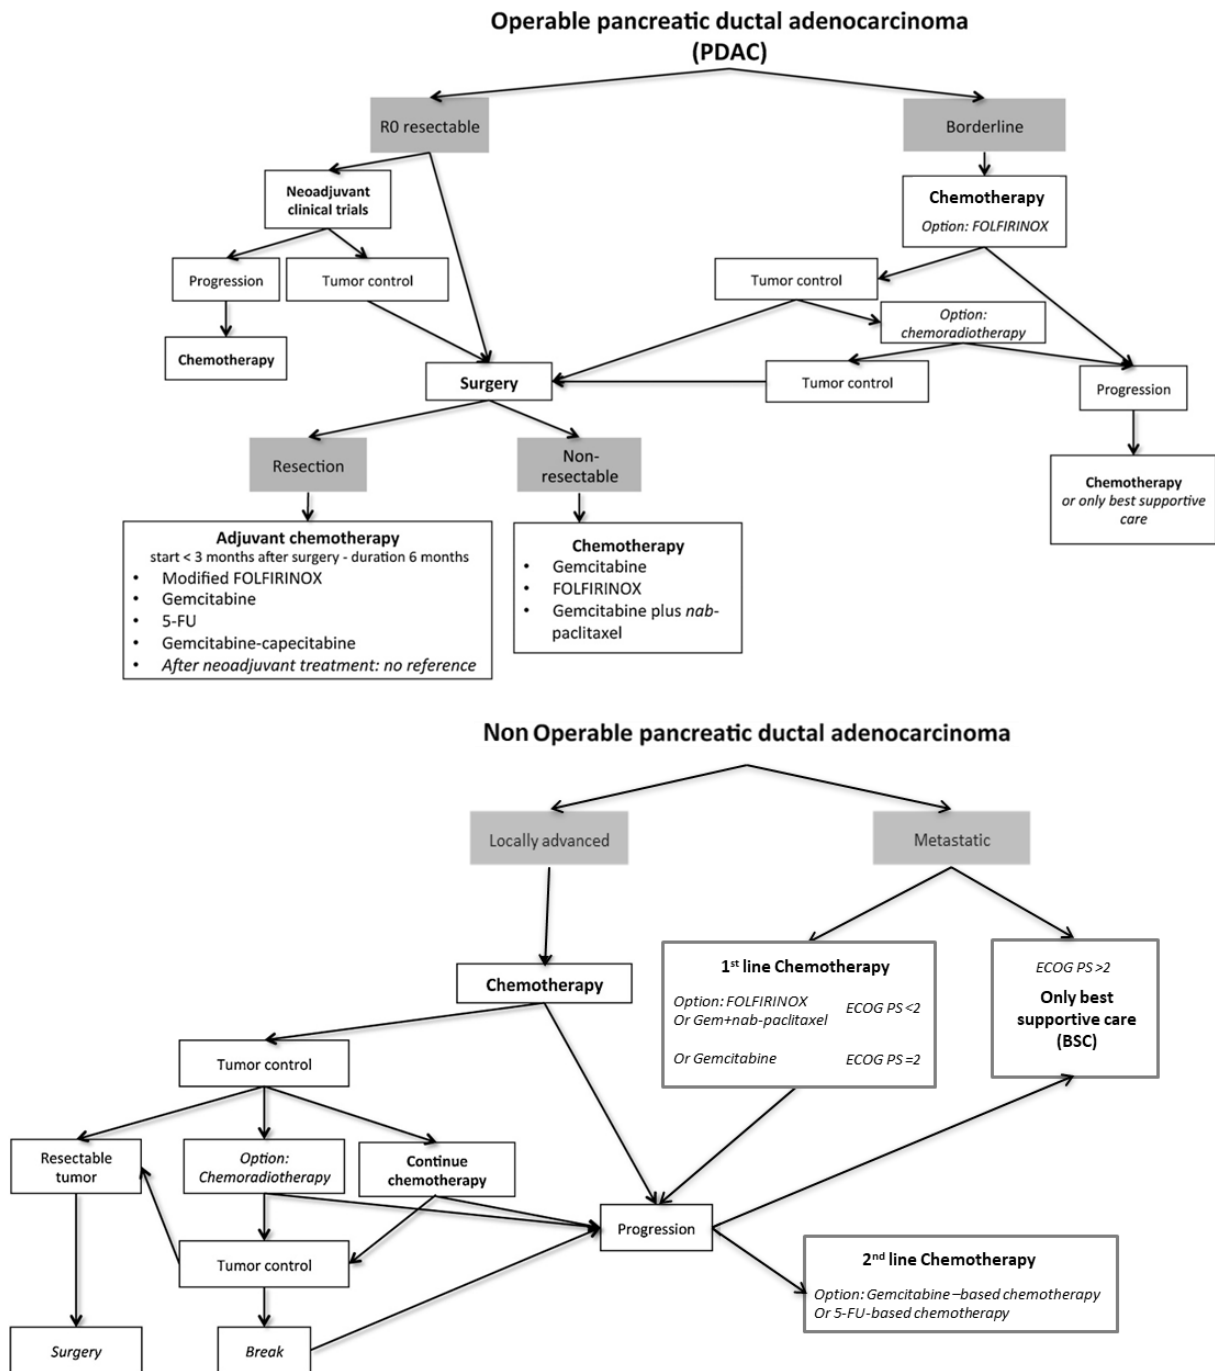 Operable pancreatic ductal adenocarcinoma
(PDAC)
R0 resectable
Borderline
Neoadjuvant
clinical trials
Chemotherapy
Option: FOLFIRINOX
Progression
Tumor control
Tumor control
Option:
chemoradiotherapy
Chemotherapy
Surgery
Tumor control
Progression
Resection
Non-
resectable
Chemotherapy
or only best supportive
care
Adjuvant chemotherapy
start < 3 months after surgery - duration 6 months
• Modified FOLFIRINOX
• Gemcitabine
• 5-FU
• Gemcitabine-capecitabine
• After neoadjuvant treatment: no reference
Chemotherapy
• Gemcitabine
• FOLFIRINOX
• Gemcitabine plus nab-
paclitaxel
Non Operable pancreatic ductal adenocarcinoma
Locally advanced
Metastatic
Chemotherapy
1st line Chemotherapy
Option: FOLFIRINOX ECOG PS <2
Or Gem+nab-paclitaxel
Or Gemcitabine ECOG PS =2
ECOG PS >2
Only best
supportive care
(BSC)
Tumor control
Resectable
tumor
Option:
Chemoradiotherapy
Continue
chemotherapy
Progression
Tumor control
2nd line Chemotherapy
Option: Gemcitabine –based chemotherapy
Or 5-FU-based chemotherapy
Surgery
Break